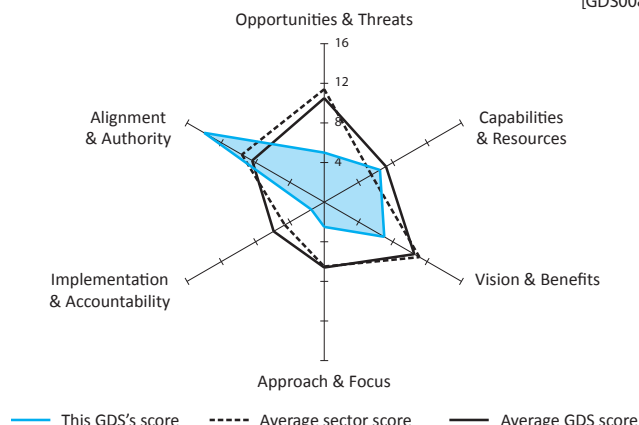 [GDS008
Opportunities & Threats
16
12
8
4
Alignment
& Authority
Capabilities
& Resources
Implementation
& Accountability
Vision & Benefits
Approach & Focus
This GDS's score
Average sector score
Average GDS score